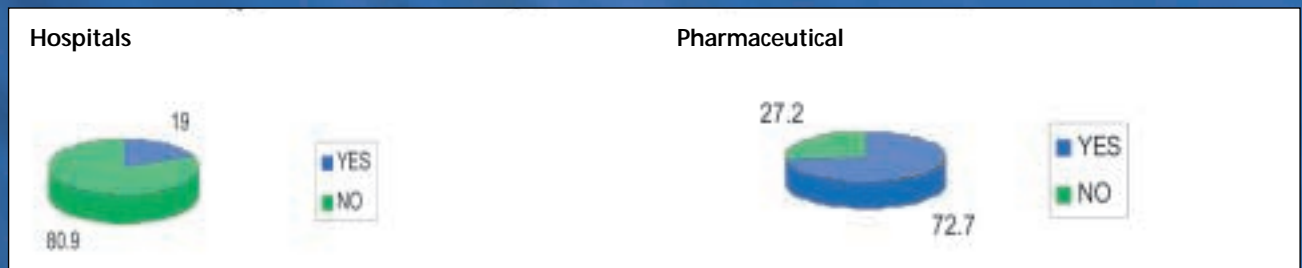 Hospitals
19
YES
NO
80.9
Pharmaceutical
27.2
YES
NO
72.7